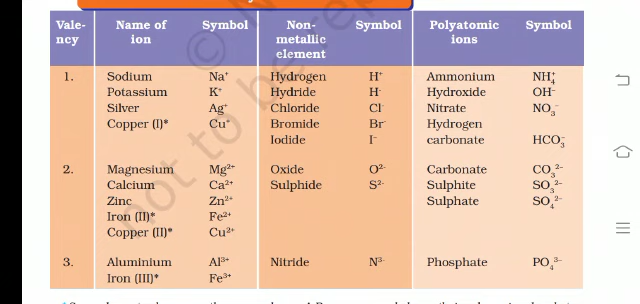 Vale- Name of Symbol Non- Symbol Polyatomic Symbol
ncy ion metallic ions
element
1. Sodium Na⁺ Hydrogen H⁺ Ammonium NH₄⁺
Potassium K⁺ Hydride H⁻ Hydroxide OH⁻
Silver Ag⁺ Chloride Cl⁻ Nitrate NO₃⁻
Copper (I)* Cu⁺ Bromide Br⁻ Hydrogen
Iodide I⁻ carbonate HCO₃⁻
2. Magnesium Mg²⁺ Oxide O²⁻ Carbonate CO₃²⁻
Calcium Ca²⁺ Sulphide S²⁻ Sulphite SO₃²⁻
Zinc Zn²⁺ Sulphate SO₄²⁻
Iron (II)* Fe²⁺
Copper (II)* Cu²⁺
3. Aluminium Al³⁺ Nitride N³⁻ Phosphate PO₄³⁻
Iron (III)* Fe³⁺
© not to be